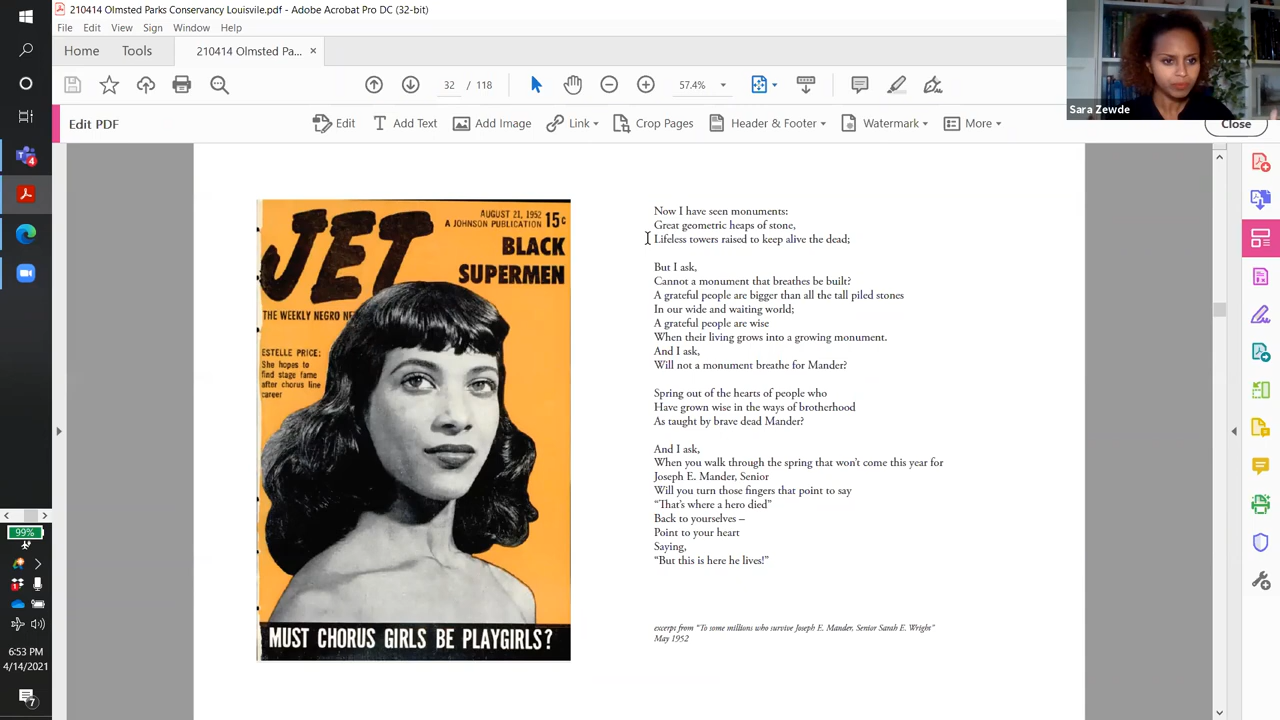 210414 Olmsted Parks Conservancy Louisvile.pdf - Adobe Acrobat Pro DC (32-bit)
File Edit View Sign Window Help
Home Tools 210414 Olmsted Pa... ×
32 / 118 57.4%
Edit PDF Edit Add Text Add Image Link Crop Pages Header & Footer Watermark More Close
Sara Zewde
JET
AUGUST 21, 1952 15¢
A JOHNSON PUBLICATION
BLACK
SUPERMEN
THE WEEKLY NEGRO NE
ESTELLE PRICE:
She hopes to
find stage fame
after chorus line
career
MUST CHORUS GIRLS BE PLAYGIRLS?
Now I have seen monuments:
Great geometric heaps of stone,
Lifeless towers raised to keep alive the dead;
But I ask,
Cannot a monument that breathes be built?
A grateful people are bigger than all the tall piled stones
In our wide and waiting world;
A grateful people are wise
When their living grows into a growing monument.
And I ask,
Will not a monument breathe for Mander?
Spring out of the hearts of people who
Have grown wise in the ways of brotherhood
As taught by brave dead Mander?
And I ask,
When you walk through the spring that won't come this year for
Joseph E. Mander, Senior
Will you turn those fingers that point to say
“That's where a hero died”
Back to yourselves –
Point to your heart
Saying,
“But this is here he lives!”
excerpt from “To some millions who survive Joseph E. Mander, Senior Sarah E. Wright”
May 1952
4
99%
6:53 PM
4/14/2021
7